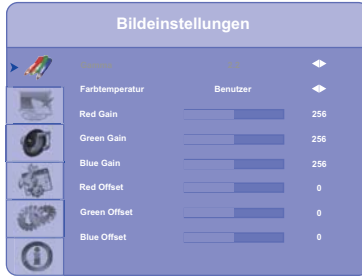 Bildeinstellungen
Farbtemperatur Benutzer
Red Gain 256
Green Gain 256
Blue Gain 256
Red Offset 0
Green Offset 0
Blue Offset 0